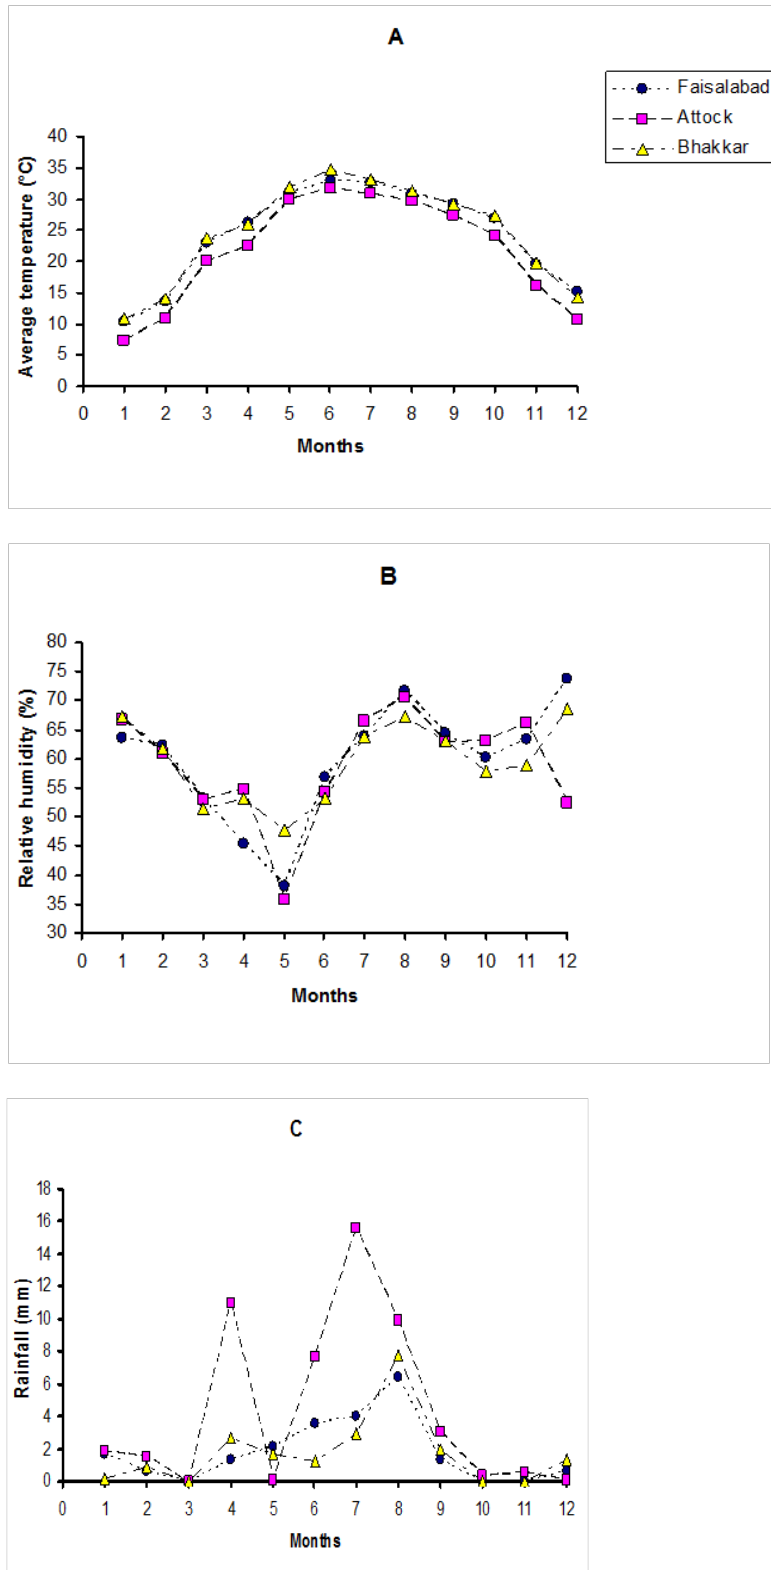 A
Faisalabad
Attock
Bhakkar
40
35
30
25
20
15
10
5
0
Average temperature (°C)
0 1 2 3 4 5 6 7 8 9 10 11 12
Months
B
80
75
70
65
60
55
50
45
40
35
30
Relative humidity (%)
0 1 2 3 4 5 6 7 8 9 10 11 12
Months
C
18
16
14
12
10
8
6
4
2
0
Rainfall (mm)
0 1 2 3 4 5 6 7 8 9 10 11 12
Months